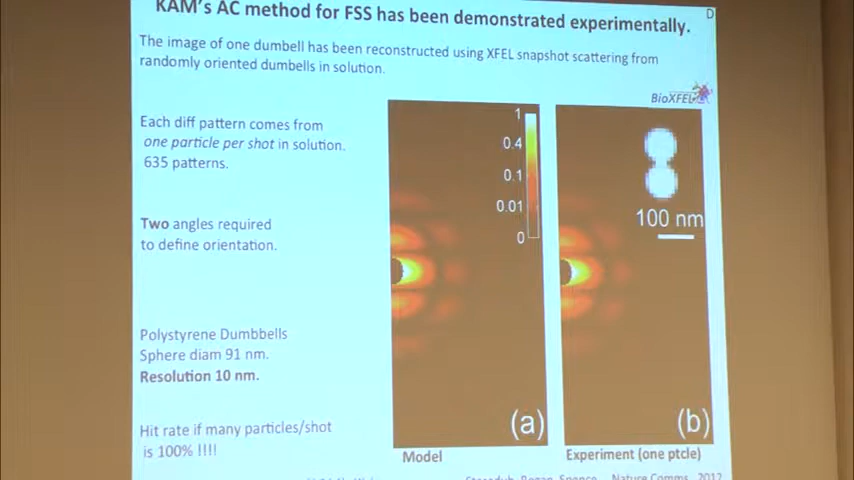 KAM's AC method for FSS has been demonstrated experimentally.
D
The image of one dumbell has been reconstructed using XFEL snapshot scattering from
randomly oriented dumbells in solution.
BioXFEL
Each diff pattern comes from
one particle per shot in solution.
635 patterns.
Two angles required
to define orientation.
Polystyrene Dumbbells
Sphere diam 91 nm.
Resolution 10 nm.
Hit rate if many particles/shot
is 100% !!!!
1
0.4
0.1
0.01
0
(a)
Model
100 nm
(b)
Experiment (one ptcle)
Spence Nature Comms. 2012